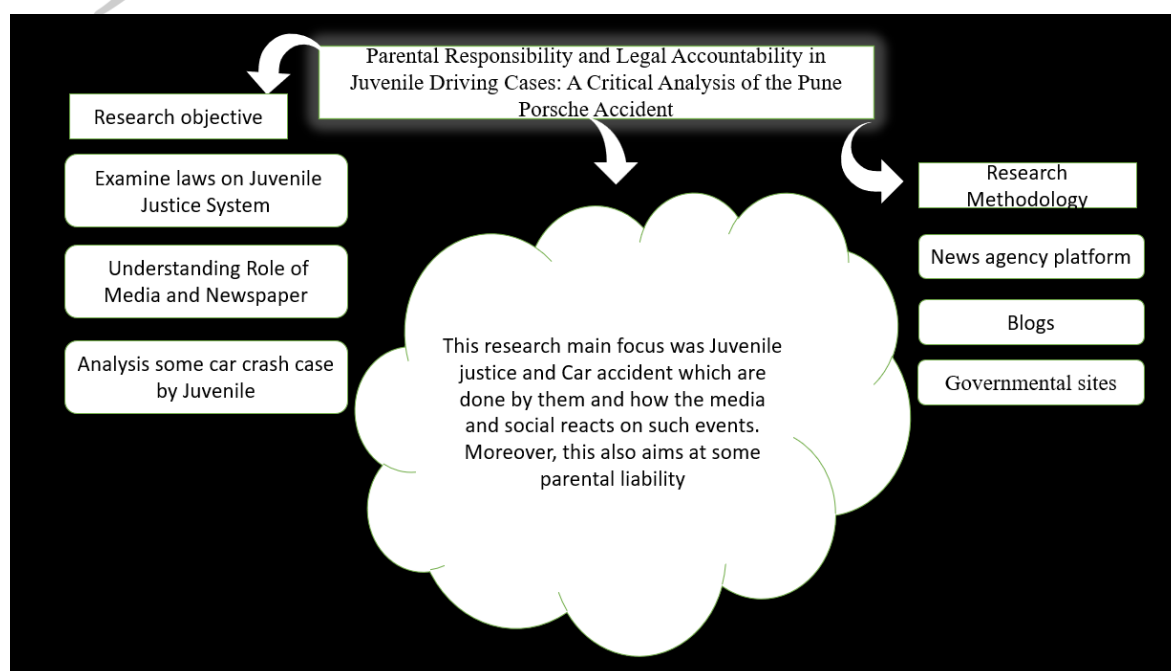 Parental Responsibility and Legal Accountability in
Juvenile Driving Cases: A Critical Analysis of the Pune
Porsche Accident
Research objective
Examine laws on Juvenile
Justice System
Understanding Role of
Media and Newspaper
Analysis some car crash case
by Juvenile
This research main focus was Juvenile
justice and Car accident which are
done by them and how the media
and social reacts on such events.
Moreover, this also aims at some
parental liability
Research
Methodology
News agency platform
Blogs
Governmental sites